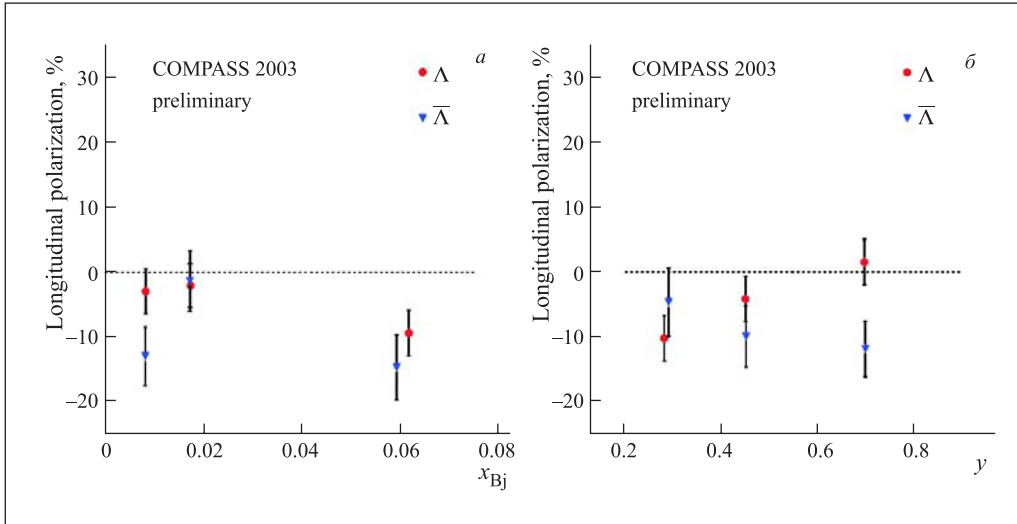 Longitudinal polarization, %
COMPASS 2003
preliminary
Λ
Λ̅
а
30
20
10
0
–10
–20
0
0.02
0.04
0.06
0.08
x_Bj
Longitudinal polarization, %
COMPASS 2003
preliminary
Λ
Λ̅
б
30
20
10
0
–10
–20
0.2
0.4
0.6
0.8
y